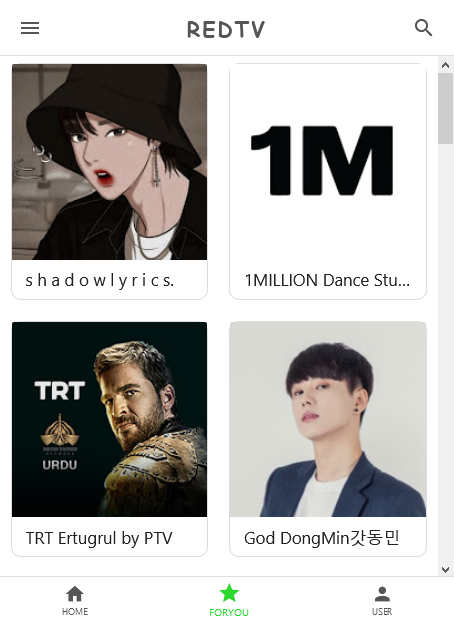 REDTV
s h a d o w l y r i c s.
1M
1MILLION Dance Stu...
TRT
URDU
TRT Ertugrul by PTV
God DongMin갓동민
HOME
FORYOU
USER